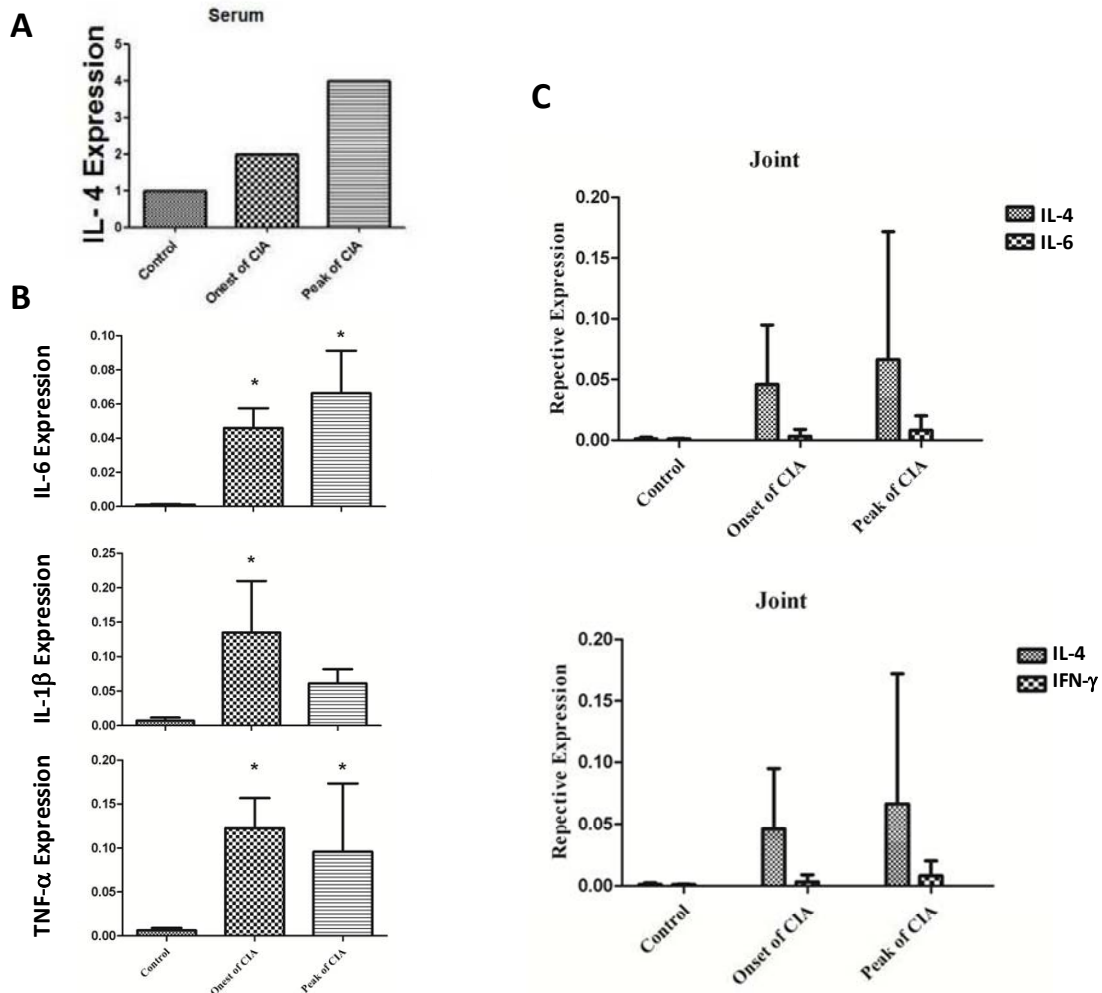 A
Serum
IL-4 Expression
5
4
3
2
1
0
Control
Onest of CIA
Peak of CIA
B
IL-6 Expression
0.10
0.08
0.06
0.04
0.02
0.00
*
*
IL-1β Expression
0.25
0.20
0.15
0.10
0.05
0.00
*
TNF-α Expression
0.20
0.15
0.10
0.05
0.00
*
*
Control
Onest of CIA
Peak of CIA
C
Joint
Repective Expression
0.20
0.15
0.10
0.05
0.00
IL-4
IL-6
Control
Onset of CIA
Peak of CIA
Joint
Repective Expression
0.20
0.15
0.10
0.05
0.00
IL-4
IFN-γ
Control
Onset of CIA
Peak of CIA